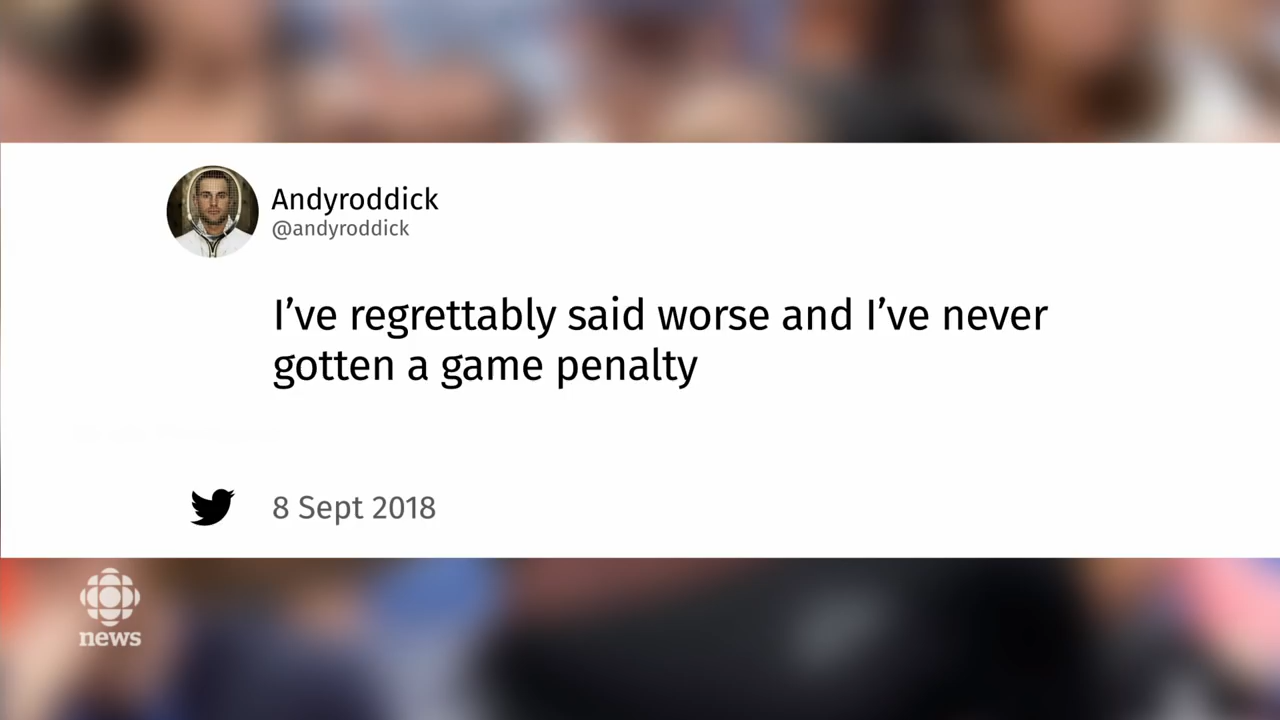 Andyroddick
@andyroddick
I’ve regrettably said worse and I’ve never
gotten a game penalty
8 Sept 2018
news